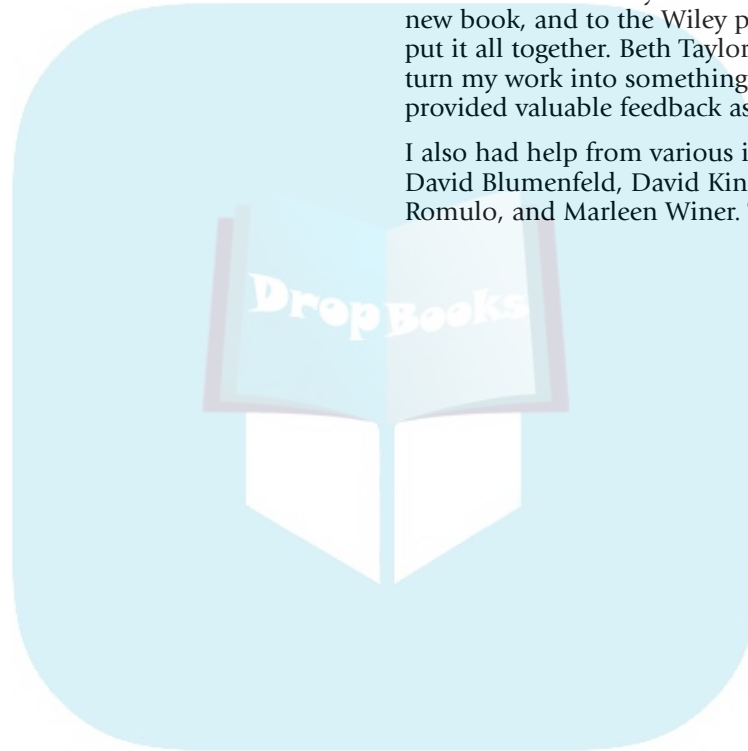 new book, and to the Wiley p
put it all together. Beth Taylor
turn my work into something
provided valuable feedback as
I also had help from various i
David Blumenfeld, David Kin
Romulo, and Marleen Winer.
DropBooks